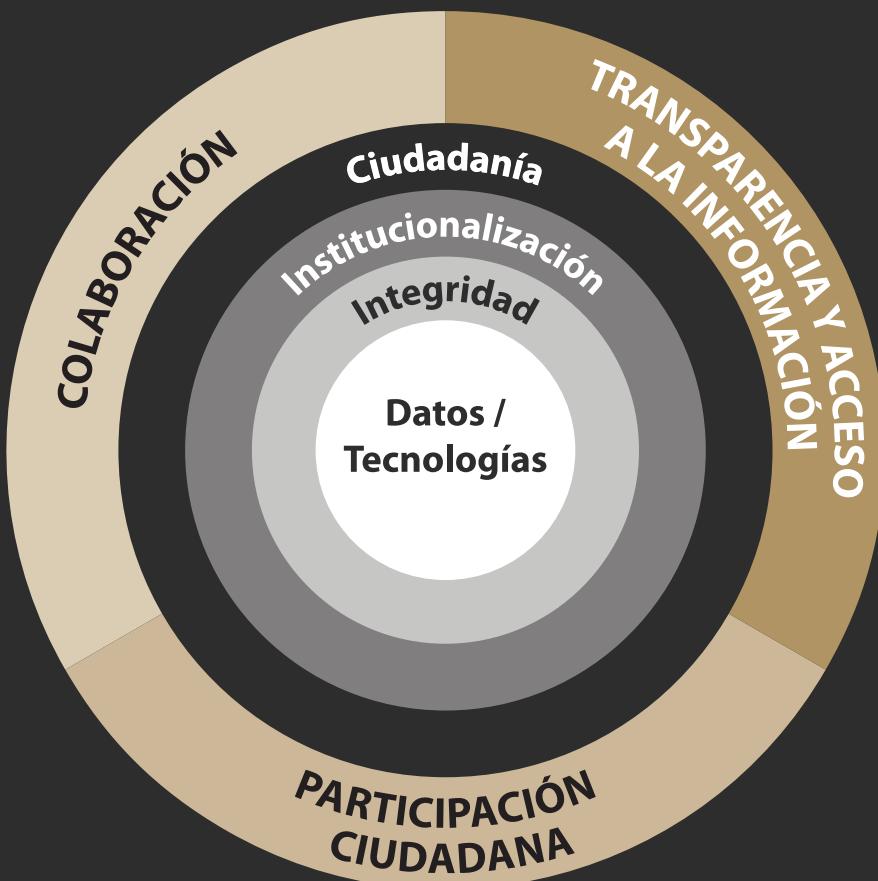 TRANSPARENCIA Y ACCESO
A LA INFORMACIÓN
COLABORACIÓN
Ciudadanía
Institucionalización
Integridad
Datos /
Tecnologías
PARTICIPACIÓN
CIUDADANA